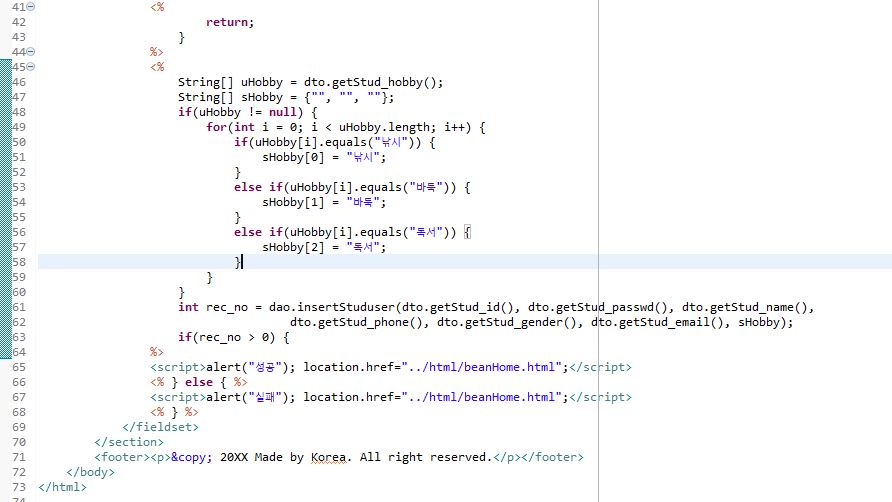 41 <%
42 return;
43 }
44 %>
45 <%
46 String[] uHobby = dto.getStud_hobby();
47 String[] sHobby = {"", "", ""};
48 if(uHobby != null) {
49 for(int i = 0; i < uHobby.length; i++) {
50 if(uHobby[i].equals("낚시")) {
51 sHobby[0] = "낚시";
52 }
53 else if(uHobby[i].equals("바둑")) {
54 sHobby[1] = "바둑";
55 }
56 else if(uHobby[i].equals("독서")) {
57 sHobby[2] = "독서";
58 }
59 }
60 }
61 int rec_no = dao.insertStuduser(dto.getStud_id(), dto.getStud_passwd(), dto.getStud_name(),
62 dto.getStud_phone(), dto.getStud_gender(), dto.getStud_email(), sHobby);
63 if(rec_no > 0) {
64 %>
65 <script>alert("성공"); location.href="../html/beanHome.html";</script>
66 <% } else { %>
67 <script>alert("실패"); location.href="../html/beanHome.html";</script>
68 <% } %>
69 </fieldset>
70 </section>
71 <footer><p>&copy; 20XX Made by Korea. All right reserved.</p></footer>
72 </body>
73 </html>
74